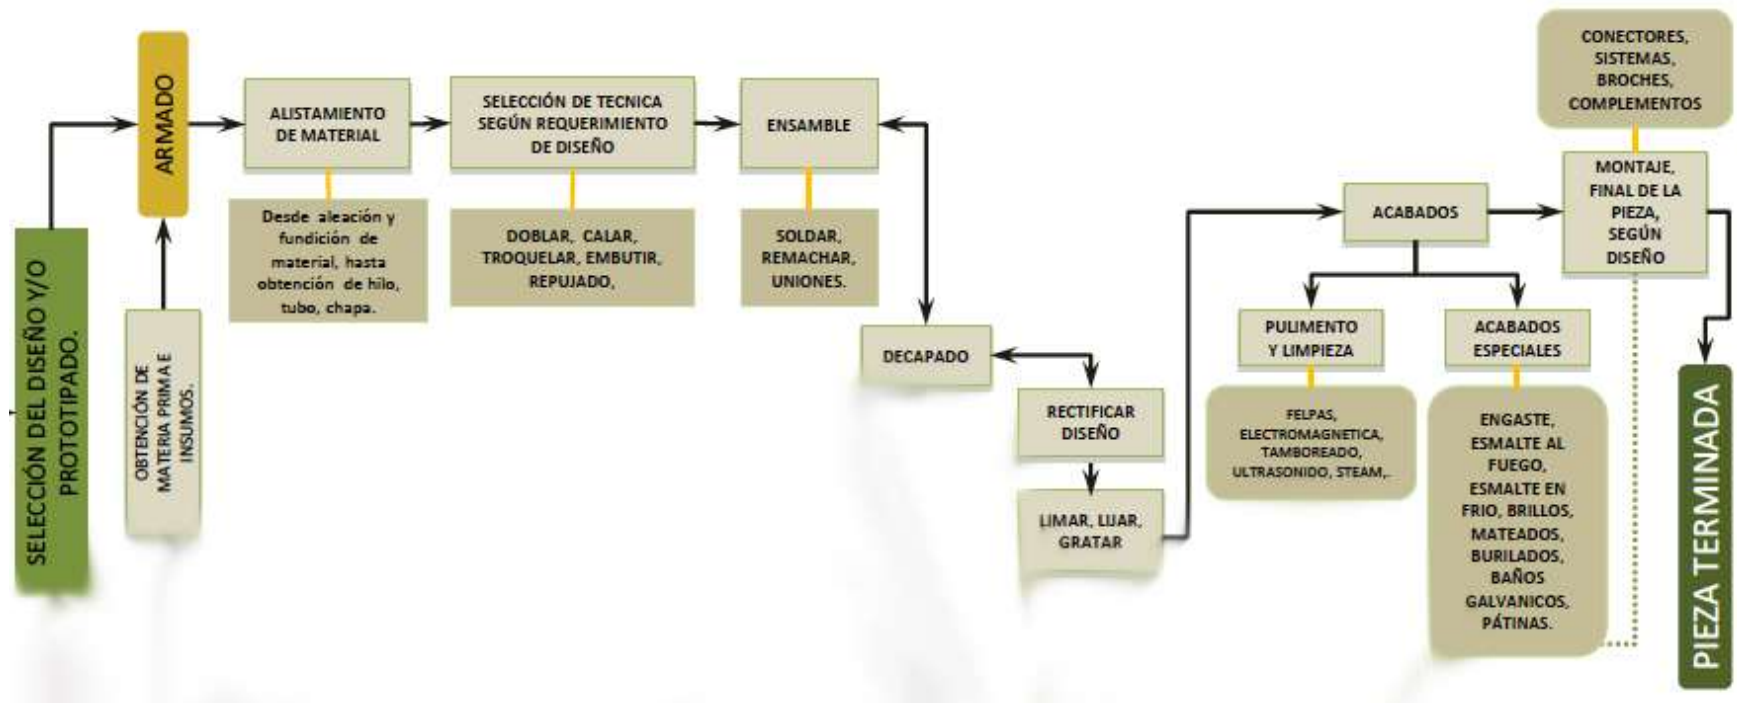 SELECCIÓN DEL DISEÑO Y/O
PROTOTIPADO.
OBTENCIÓN DE
MATERIA PRIMA E
INSUMOS.
ARMADO
ALISTAMIENTO
DE MATERIAL
Desde aleación y
fundición de
material, hasta
obtención de hilo,
tubo, chapa.
SELECCIÓN DE TECNICA
SEGÚN REQUERIMIENTO
DE DISEÑO
DOBLAR, CALAR,
TROQUELAR, EMBUTIR,
REPUJADO,
ENSAMBLE
SOLDAR,
REMACHAR,
UNIONES.
DECAPADO
RECTIFICAR
DISEÑO
LIMAR, LIJAR,
GRATAR
ACABADOS
PULIMENTO
Y LIMPIEZA
FELPAS,
ELECTROMAGNETICA,
TAMBOREADO,
ULTRASONIDO, STEAM,.
ACABADOS
ESPECIALES
ENGASTE,
ESMALTE AL
FUEGO,
ESMALTE EN
FRIO, BRILLOS,
MATEADOS,
BURILADOS,
BAÑOS
GALVANICOS,
PÁTINAS.
CONECTORES,
SISTEMAS,
BROCHES,
COMPLEMENTOS
MONTAJE,
FINAL DE LA
PIEZA,
SEGÚN
DISEÑO
PIEZA TERMINADA